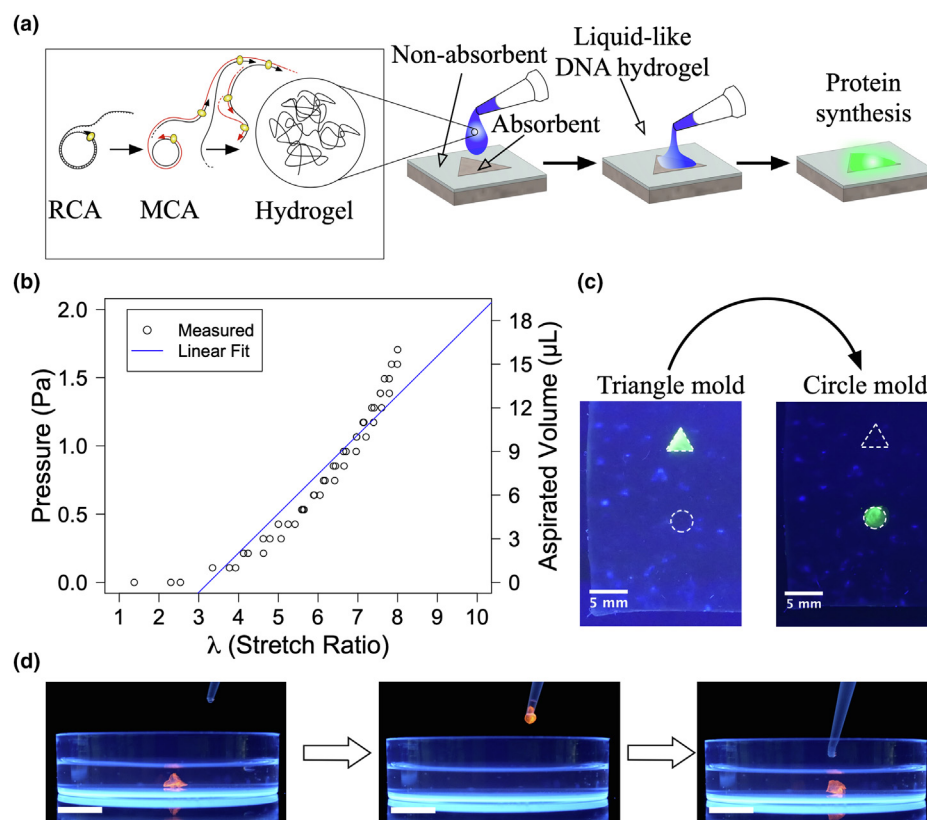 (a)
Non-absorbent
Liquid-like
DNA hydrogel
Protein
synthesis
Absorbent
RCA
MCA
Hydrogel
(b)
2.0
1.5
1.0
0.5
0.0
Pressure (Pa)
Measured
Linear Fit
18
15
12
9
6
3
0
Aspirated Volume (µL)
1 2 3 4 5 6 7 8 9 10
λ (Stretch Ratio)
(c)
Triangle mold
Circle mold
5 mm
5 mm
(d)